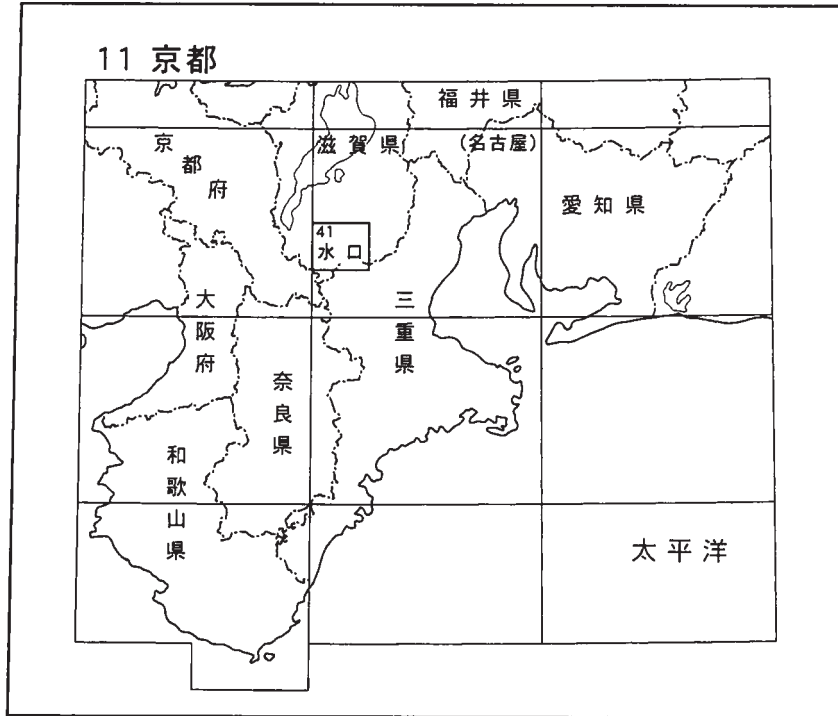 11 京都
福井県
京都府
滋賀県
(名古屋)
愛知県
41
水口
大阪府
三重県
奈良県
和歌山県
太平洋